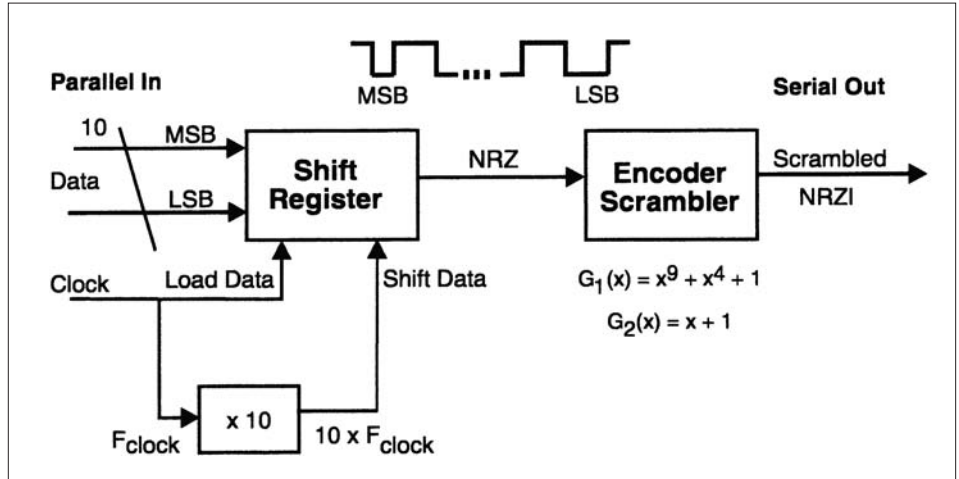 Parallel In
MSB
LSB
Serial Out
10
MSB
Data
LSB
Shift
Register
NRZ
Encoder
Scrambler
Scrambled
NRZI
Clock
Load Data
Shift Data
G₁(x) = x⁹ + x⁴ + 1
G₂(x) = x + 1
x 10
Fclock
10 x Fclock